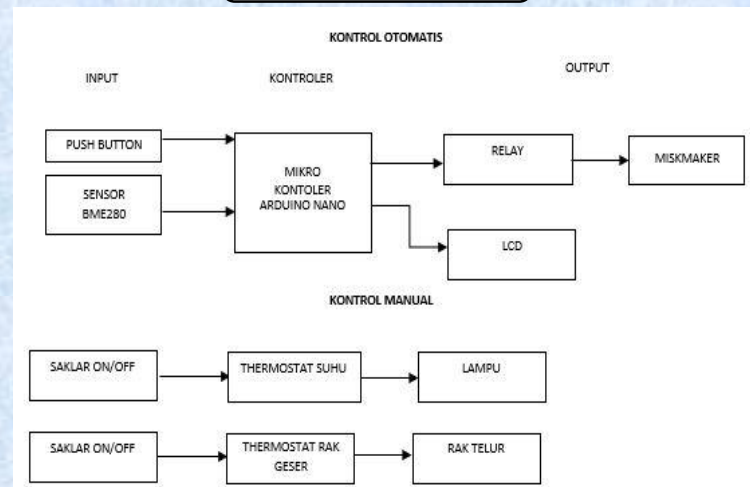 KONTROL OTOMATIS
INPUT
KONTROLER
OUTPUT
PUSH BUTTON
SENSOR
BME280
MIKRO
KONTOLER
ARDUINO NANO
RELAY
MISKMAKER
LCD
KONTROL MANUAL
SAKLAR ON/OFF
THERMOSTAT SUHU
LAMPU
SAKLAR ON/OFF
THERMOSTAT RAK
GESER
RAK TELUR